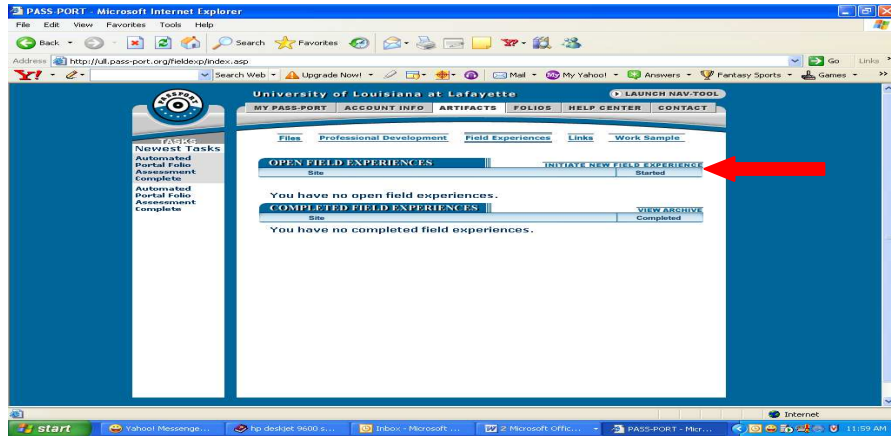 PASS-PORT - Microsoft Internet Explorer
File Edit View Favorites Tools Help
Back Search Favorites
Address http://ull.pass-port.org/fieldexp/index.asp Go Links
Y! Search Web Upgrade Now! Mail My Yahoo! Answers Fantasy Sports Games
PASSPORT
University of Louisiana at Lafayette LAUNCH NAV-TOOL
MY PASS-PORT ACCOUNT INFO ARTIFACTS FOLIOS HELP CENTER CONTACT
TASKS
Newest Tasks
Automated
Portal Folio
Assessment
Complete
Automated
Portal Folio
Assessment
Complete
Files Professional Development Field Experiences Links Work Sample
OPEN FIELD EXPERIENCES INITIATE NEW FIELD EXPERIENCE
Site Started
You have no open field experiences.
COMPLETED FIELD EXPERIENCES VIEW ARCHIVE
Site Completed
You have no completed field experiences.
Internet
start Yahoo! Messenge... hp deskjet 9600 s... Inbox - Microsoft ... 2 Microsoft Offic... PASS-PORT - Micr... 11:59 AM